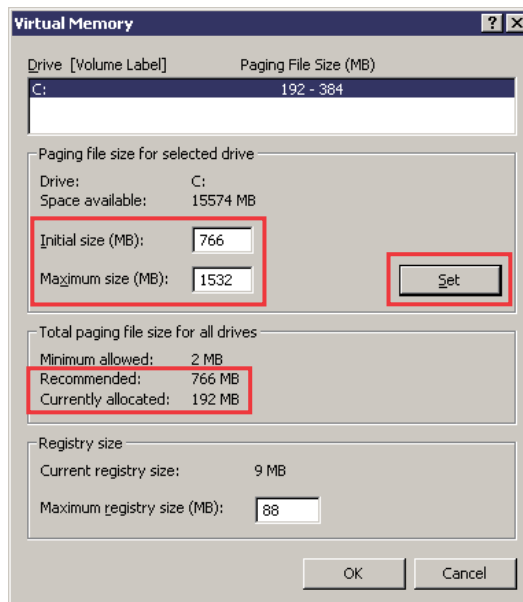 Virtual Memory ? ×
Drive [Volume Label] Paging File Size (MB)
C: 192 - 384
Paging file size for selected drive
Drive: C:
Space available: 15574 MB
Initial size (MB): 766
Maximum size (MB): 1532 Set
Total paging file size for all drives
Minimum allowed: 2 MB
Recommended: 766 MB
Currently allocated: 192 MB
Registry size
Current registry size: 9 MB
Maximum registry size (MB): 88
OK Cancel